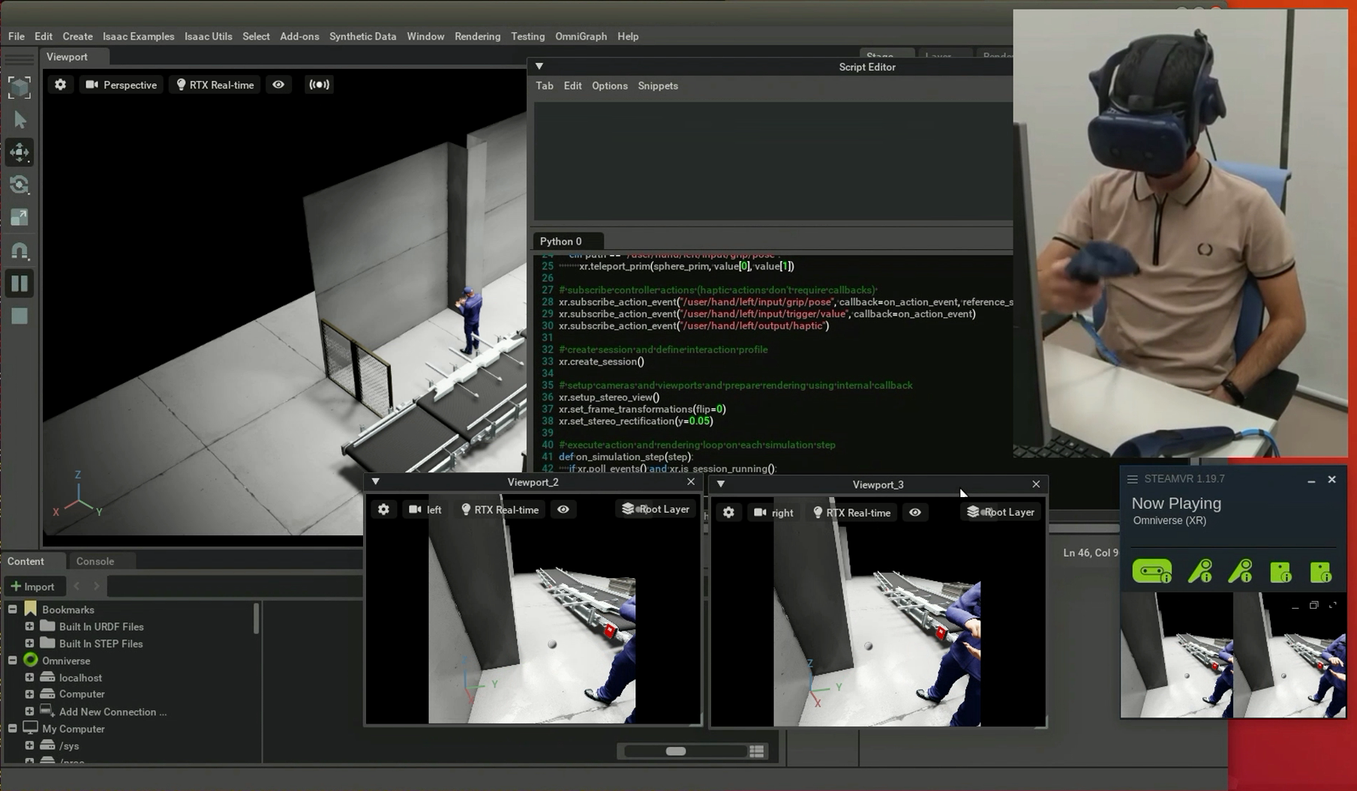 File Edit Create Isaac Examples Isaac Utils Select Add-ons Synthetic Data Window Rendering Testing OmniGraph Help
Viewport
Stage Layer
Perspective RTX Real-time
Script Editor
Tab Edit Options Snippets
Python 0
25 xr.teleport_prim(sphere_prim, value[0], value[1])
26
27 # subscribe controller actions (haptic actions don't require callbacks)
28 xr.subscribe_action_event("/user/hand/left/input/grip/pose", callback=on_action_event, reference_s
29 xr.subscribe_action_event("/user/hand/left/input/trigger/value", callback=on_action_event)
30 xr.subscribe_action_event("/user/hand/left/output/haptic")
31
32 # create session and define interaction profile
33 xr.create_session()
34
35 # setup cameras and viewports and prepare rendering using internal callback
36 xr.setup_stereo_view()
37 xr.set_frame_transformations(flip=0)
38 xr.set_stereo_rectification(y=0.05)
39
40 # execute action and rendering loop on each simulation step
41 def on_simulation_step(step):
42 if xr.poll_events() and xr.is_session_running():
Z
X Y
Viewport_2
left RTX Real-time Root Layer
Y
Viewport_3
right RTX Real-time Root Layer
Z
Y
X
Ln 46, Col 9
STEAMVR 1.19.7
Now Playing
Omniverse (XR)
Content Console
+ Import
Bookmarks
Built In URDF Files
Built In STEP Files
Omniverse
localhost
Computer
Add New Connection ...
My Computer
/sys